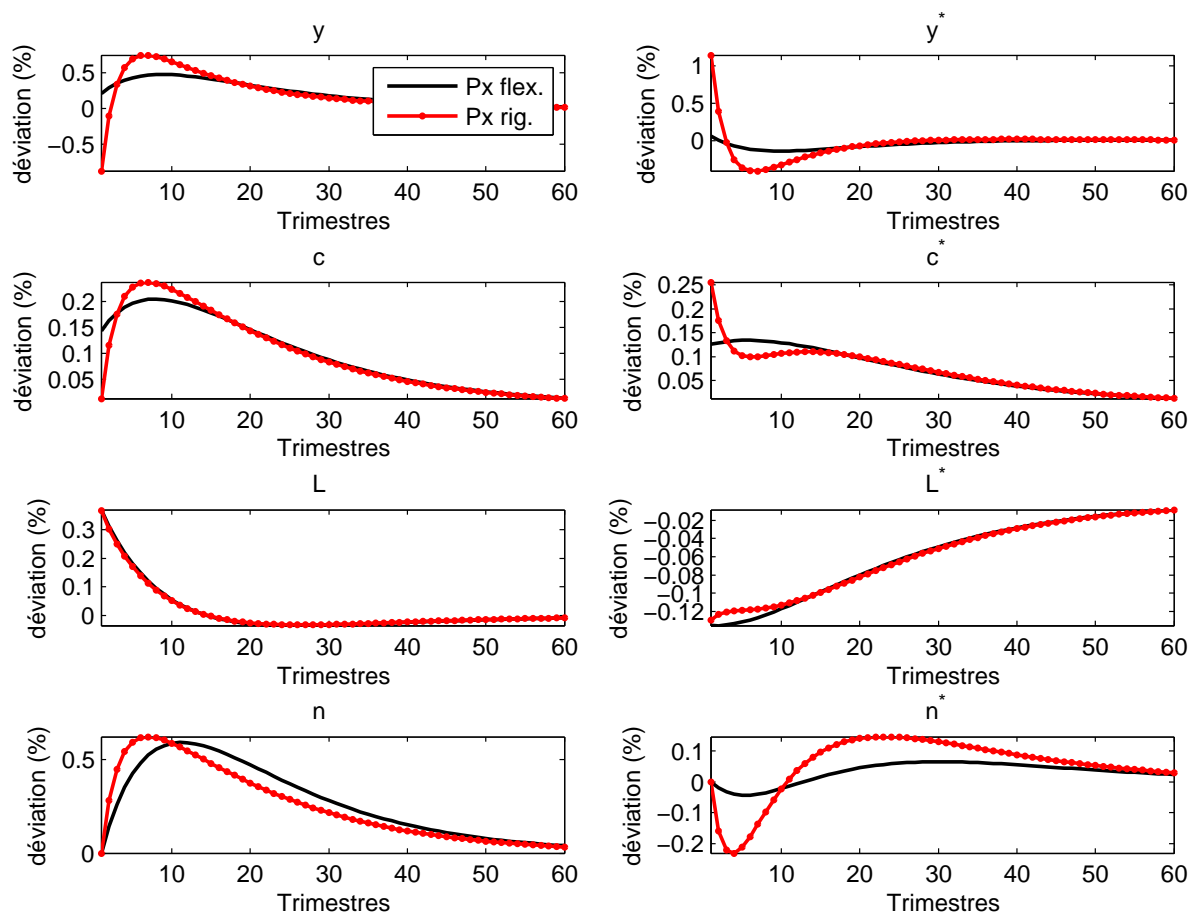 y
déviation (%)
0.5
0
−0.5
10 20 30 40 50 60
Trimestres
Px flex.
Px rig.
y*
déviation (%)
1
0.5
0
10 20 30 40 50 60
Trimestres
c
déviation (%)
0.2
0.15
0.1
0.05
10 20 30 40 50 60
Trimestres
c*
déviation (%)
0.25
0.2
0.15
0.1
0.05
10 20 30 40 50 60
Trimestres
L
déviation (%)
0.3
0.2
0.1
0
10 20 30 40 50 60
Trimestres
L*
déviation (%)
−0.02
−0.04
−0.06
−0.08
−0.1
−0.12
10 20 30 40 50 60
Trimestres
n
déviation (%)
0.5
0
10 20 30 40 50 60
Trimestres
n*
déviation (%)
0.1
0
−0.1
−0.2
10 20 30 40 50 60
Trimestres